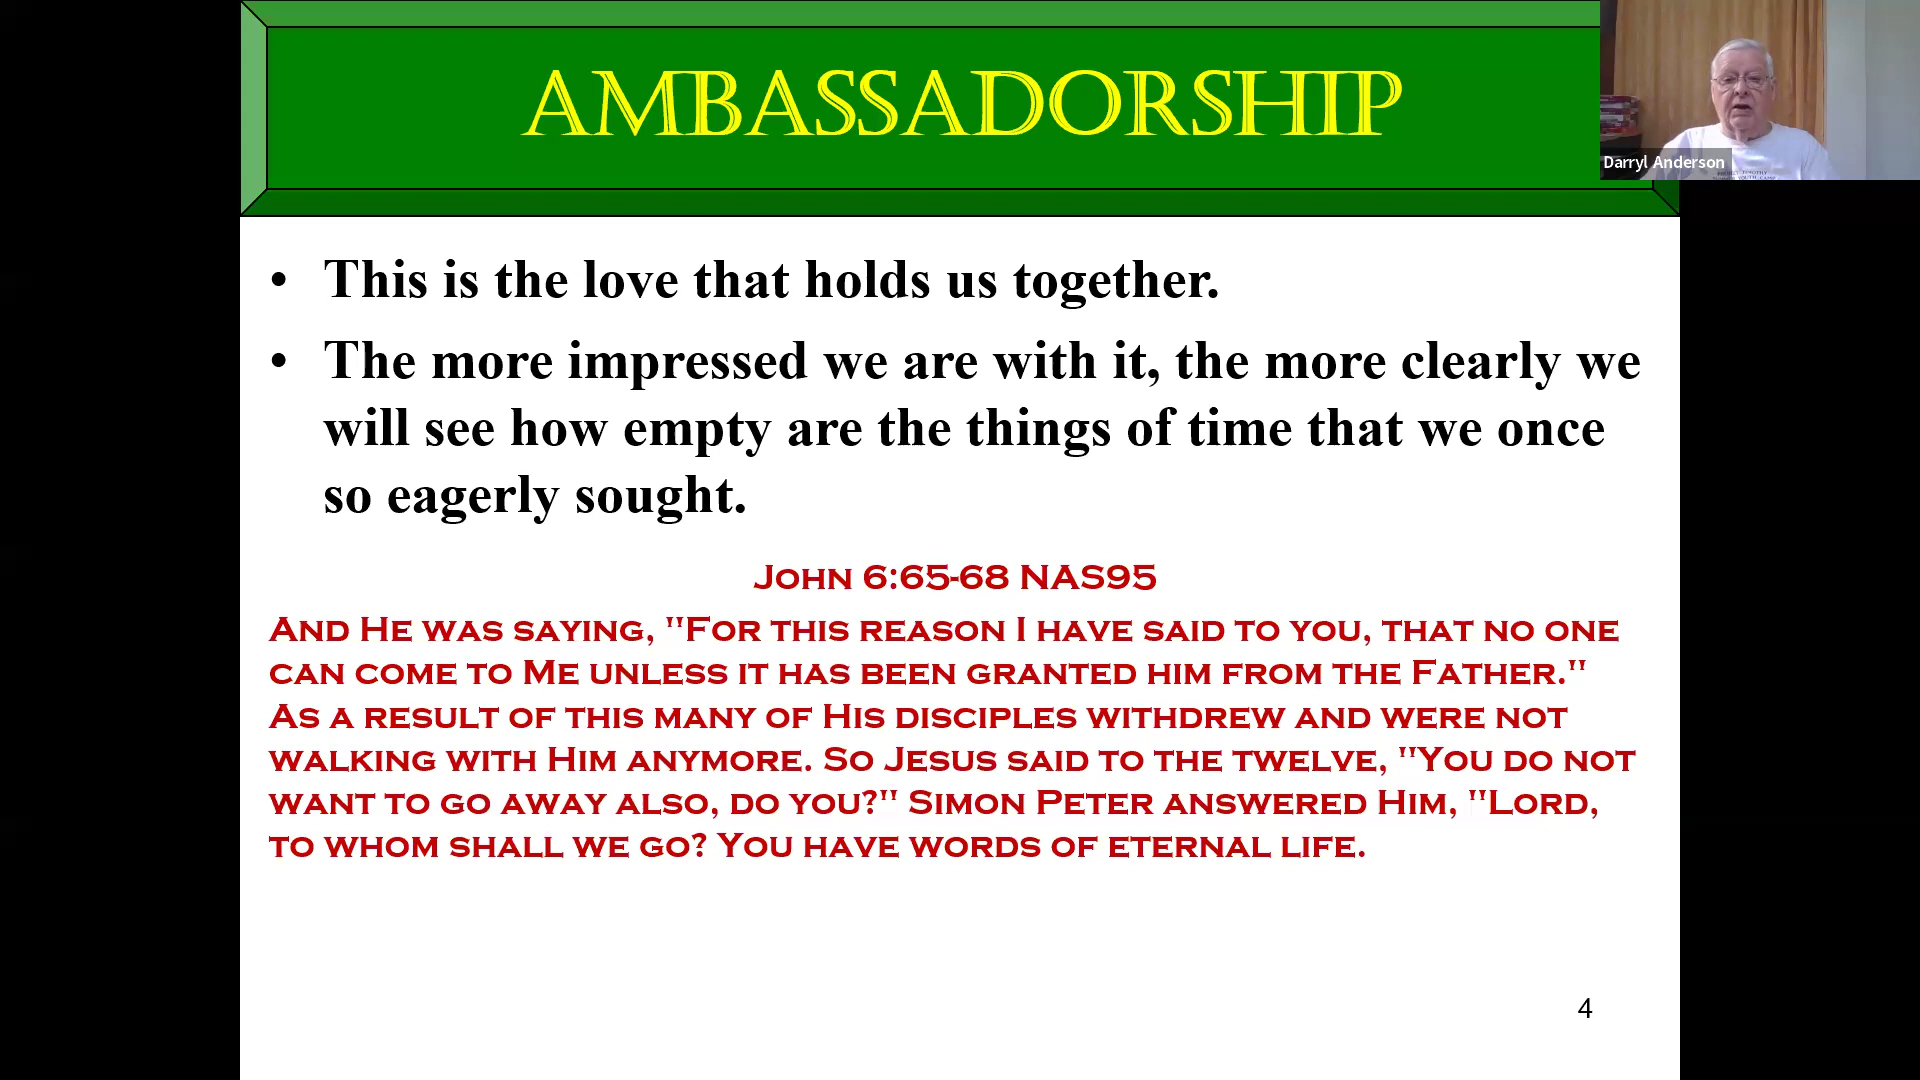 AMBASSADORSHIP
Darryl Anderson
• This is the love that holds us together.
• The more impressed we are with it, the more clearly we
will see how empty are the things of time that we once
so eagerly sought.
John 6:65-68 NAS95
And He was saying, "For this reason I have said to you, that no one
can come to Me unless it has been granted him from the Father."
As a result of this many of His disciples withdrew and were not
walking with Him anymore. So Jesus said to the twelve, "You do not
want to go away also, do you?" Simon Peter answered Him, "Lord,
to whom shall we go? You have words of eternal life.
4